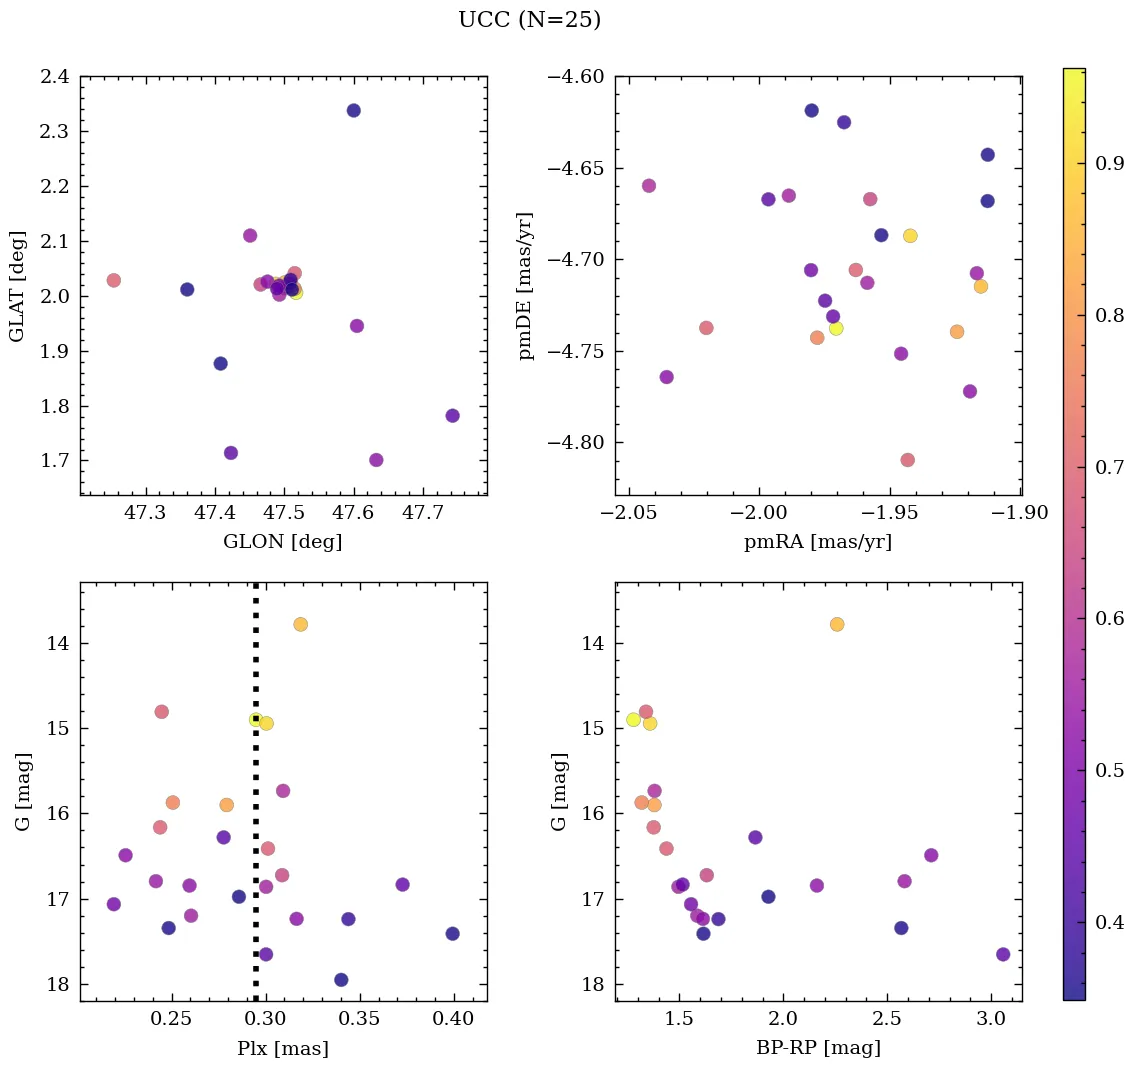 UCC (N=25)
2.4
2.3
2.2
2.1
2.0
1.9
1.8
1.7
GLAT [deg]
47.3 47.4 47.5 47.6 47.7
GLON [deg]
−4.60
−4.65
−4.70
−4.75
−4.80
pmDE [mas/yr]
−2.05 −2.00 −1.95 −1.90
pmRA [mas/yr]
14
15
16
17
18
G [mag]
0.25 0.30 0.35 0.40
Plx [mas]
14
15
16
17
18
G [mag]
1.5 2.0 2.5 3.0
BP-RP [mag]
0.9
0.8
0.7
0.6
0.5
0.4